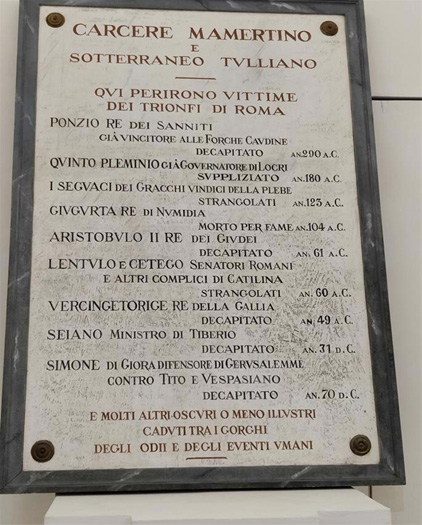 CARCERE MAMERTINO
E
SOTTERRANEO TVLLIANO
QVI PERIRONO VITTIME
DEI TRIONFI DI ROMA
PONZIO RE DEI SANNITI
GIÀ VINCITORE ALLE FORCHE CAVDINE
DECAPITATO AN. 290 A.C.
QVINTO PLEMINIO GIÀ GOVERNATORE DI LOCRI
SVPPLIZIATO AN. 180 A.C.
I SEGVACI DEI GRACCHI VINDICI DELLA PLEBE
STRANGOLATI AN. 123 A.C.
GIVGVRTA RE DI NVMIDIA
MORTO PER FAME AN. 104 A.C.
ARISTOBVLO II RE DEI GIVDEI
DECAPITATO AN. 61 A.C.
LENTVLO E CETEGO SENATORI ROMANI
E ALTRI COMPLICI DI CATILINA
STRANGOLATI AN. 60 A.C.
VERCINGETORIGE RE DELLA GALLIA
DECAPITATO AN. 49 A.C.
SEIANO MINISTRO DI TIBERIO
DECAPITATO AN. 31 D.C.
SIMONE DI GIORA DIFENSORE DI GERVSALEMME
CONTRO TITO E VESPASIANO
DECAPITATO AN. 70 D.C.
E MOLTI ALTRI·OSCVRI O MENO ILLVSTRI
CADVTI TRA I GORGHI
DEGLI ODII E DEGLI EVENTI VMANI